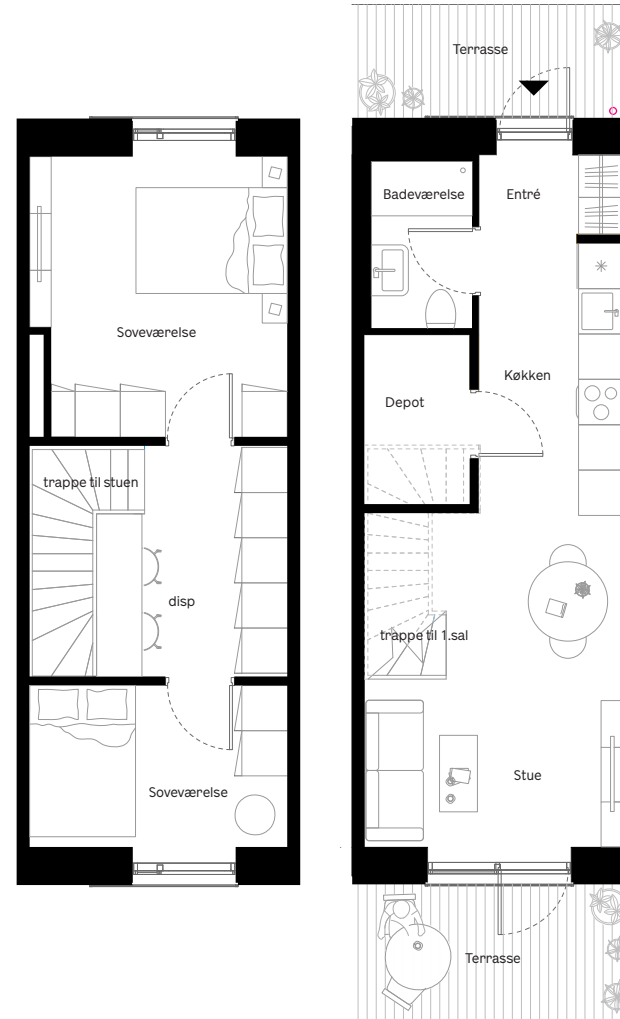 Soveværelse
trappe til stuen
disp
Soveværelse
Terrasse
Badeværelse
Entré
Køkken
Depot
trappe til 1.sal
Stue
Terrasse